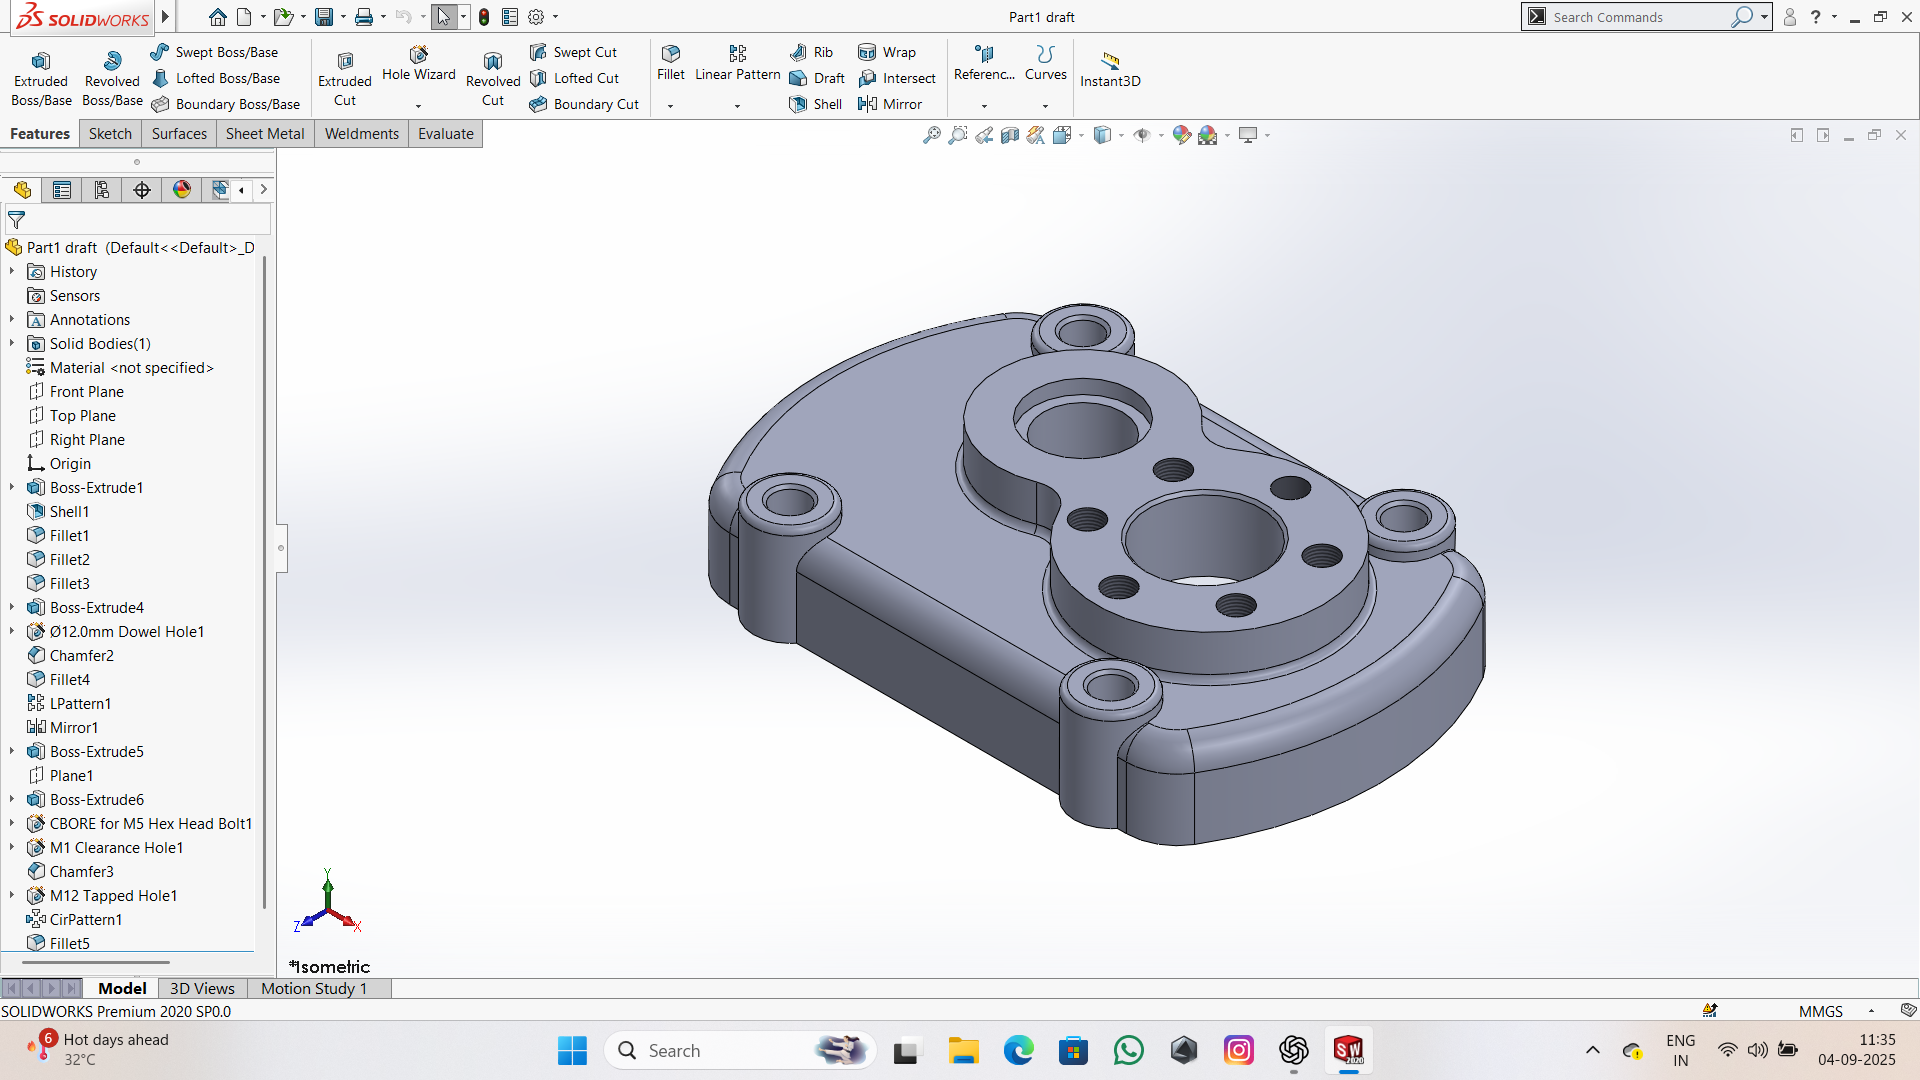 SOLIDWORKS
Part1 draft
Search Commands
?
Extruded Boss/Base
Revolved Boss/Base
Swept Boss/Base
Lofted Boss/Base
Boundary Boss/Base
Extruded Cut
Hole Wizard
Revolved Cut
Swept Cut
Lofted Cut
Boundary Cut
Fillet
Linear Pattern
Rib
Draft
Shell
Wrap
Intersect
Mirror
Referenc...
Curves
Instant3D
Features
Sketch
Surfaces
Sheet Metal
Weldments
Evaluate
Part1 draft (Default<<Default>_D
History
Sensors
Annotations
Solid Bodies(1)
Material <not specified>
Front Plane
Top Plane
Right Plane
Origin
Boss-Extrude1
Shell1
Fillet1
Fillet2
Fillet3
Boss-Extrude4
Ø12.0mm Dowel Hole1
Chamfer2
Fillet4
LPattern1
Mirror1
Boss-Extrude5
Plane1
Boss-Extrude6
CBORE for M5 Hex Head Bolt1
M1 Clearance Hole1
Chamfer3
M12 Tapped Hole1
CirPattern1
Fillet5
Y
Z
X
*Isometric
Model
3D Views
Motion Study 1
SOLIDWORKS Premium 2020 SP0.0
MMGS
6
Hot days ahead
32°C
Search
SW
2020
ENG
IN
11:35
04-09-2025